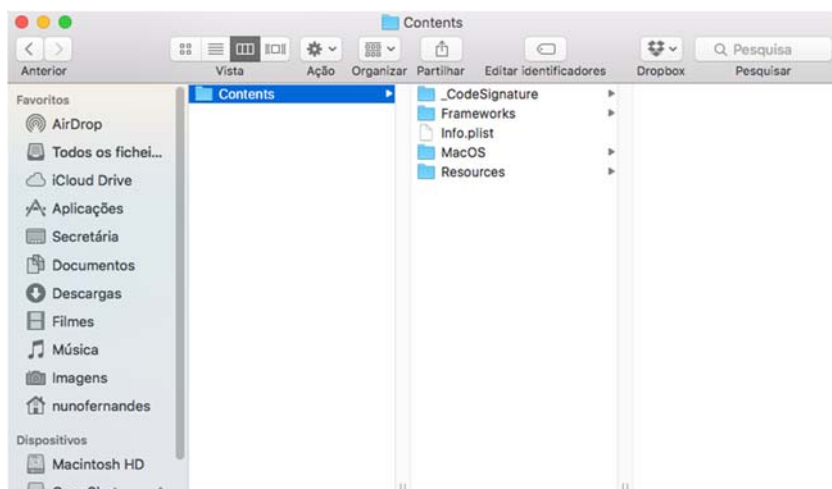 Contents
Anterior Vista Ação Organizar Partilhar Editar identificadores Dropbox Pesquisar
Pesquisa
Favoritos
AirDrop
Todos os fichei...
iCloud Drive
Aplicações
Secretária
Documentos
Descargas
Filmes
Música
Imagens
nunofernandes
Dispositivos
Macintosh HD
Contents
_CodeSignature
Frameworks
Info.plist
MacOS
Resources